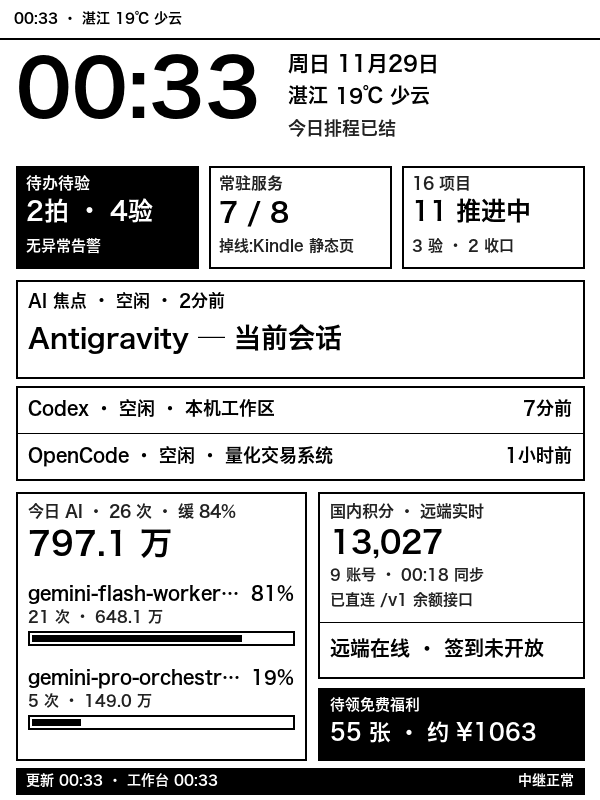 00:33 · 湛江 19℃ 少云
00:33
周日 11月29日
湛江 19℃ 少云
今日排程已结
待办待验
2拍 · 4验
无异常告警
常驻服务
7 / 8
掉线:Kindle 静态页
16 项目
11 推进中
3 验 · 2 收口
AI 焦点 · 空闲 · 2分前
Antigravity — 当前会话
Codex · 空闲 · 本机工作区 7分前
OpenCode · 空闲 · 量化交易系统 1小时前
今日 AI · 26 次 · 缓 84%
797.1 万
gemini-flash-worker… 81%
21 次 · 648.1 万
gemini-pro-orchestr… 19%
5 次 · 149.0 万
国内积分 · 远端实时
13,027
9 账号 · 00:18 同步
已直连 /v1 余额接口
远端在线 · 签到未开放
待领免费福利
55 张 · 约 ¥1063
更新 00:33 · 工作台 00:33 中继正常